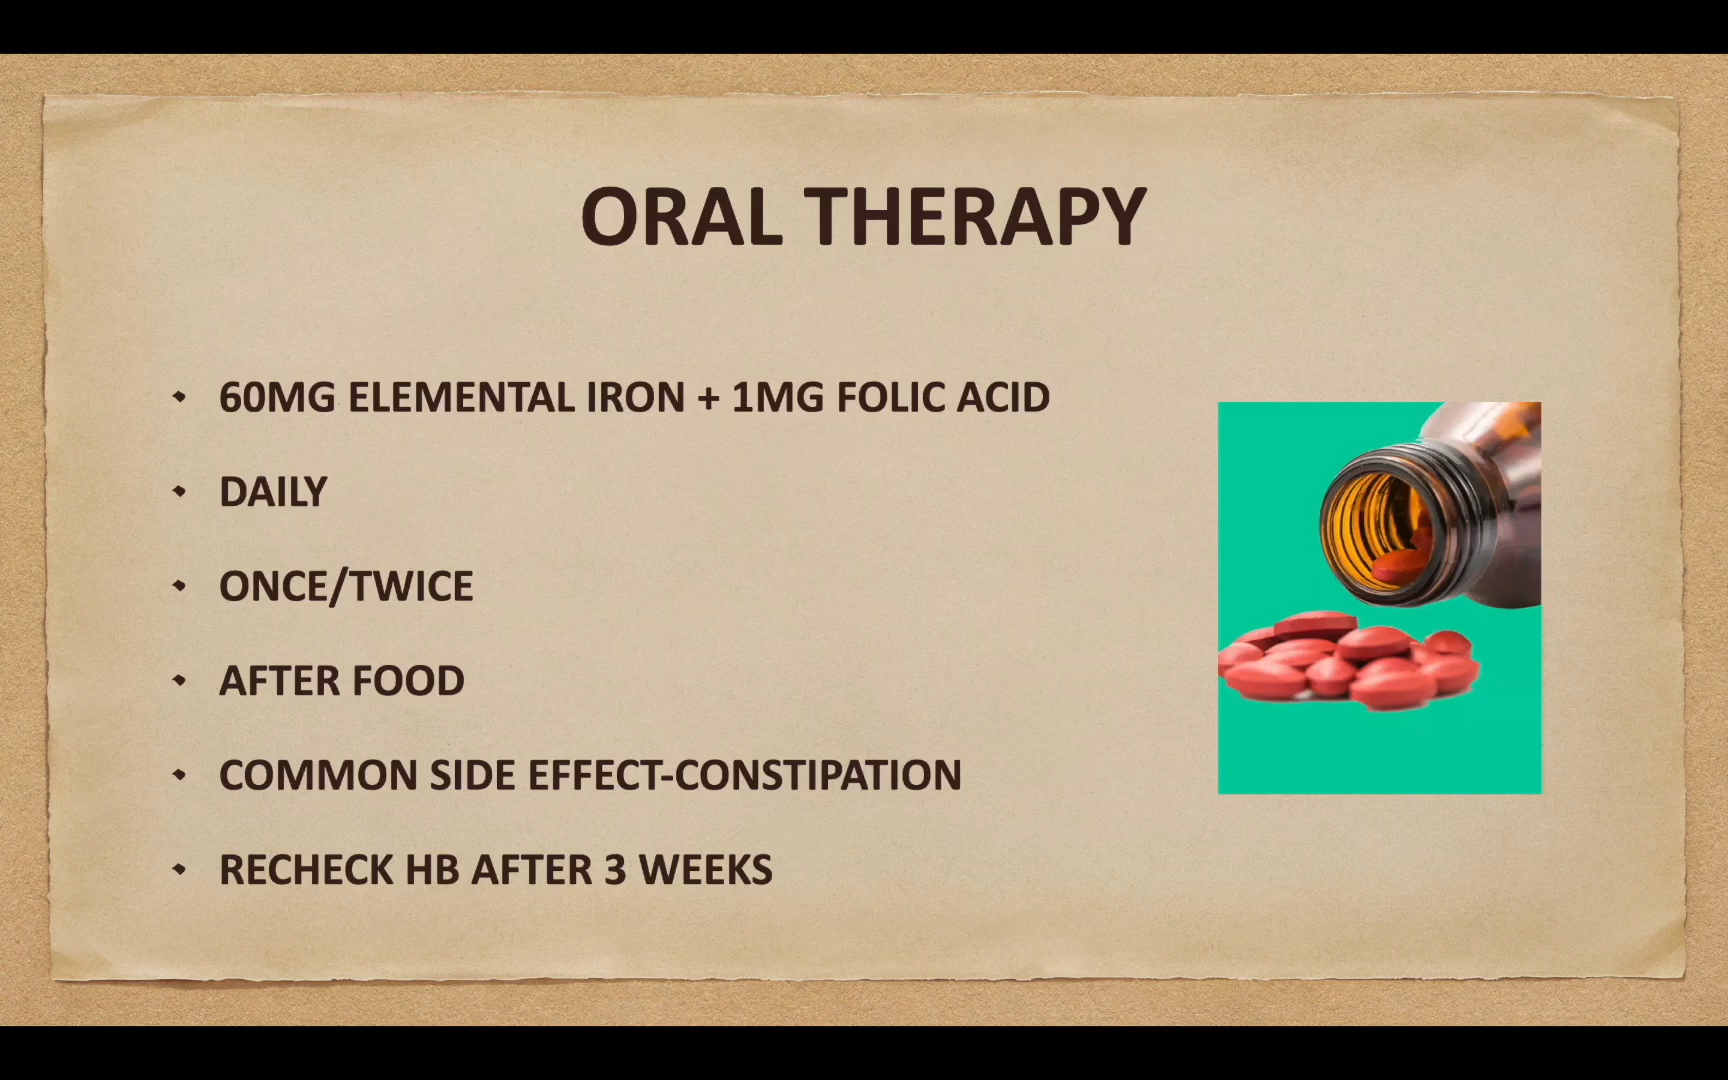 ORAL THERAPY
60MG ELEMENTAL IRON + 1MG FOLIC ACID
DAILY
ONCE/TWICE
AFTER FOOD
COMMON SIDE EFFECT-CONSTIPATION
RECHECK HB AFTER 3 WEEKS